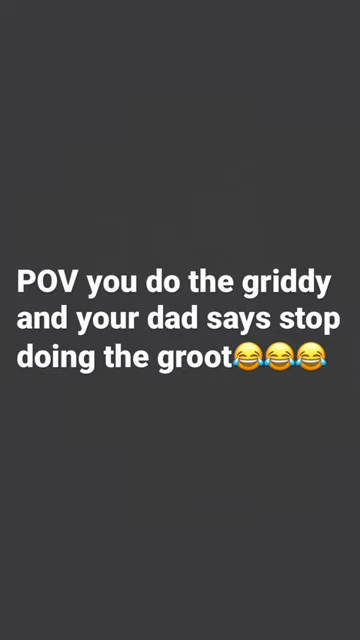 POV you do the griddy
and your dad says stop
doing the groot😂😂😂